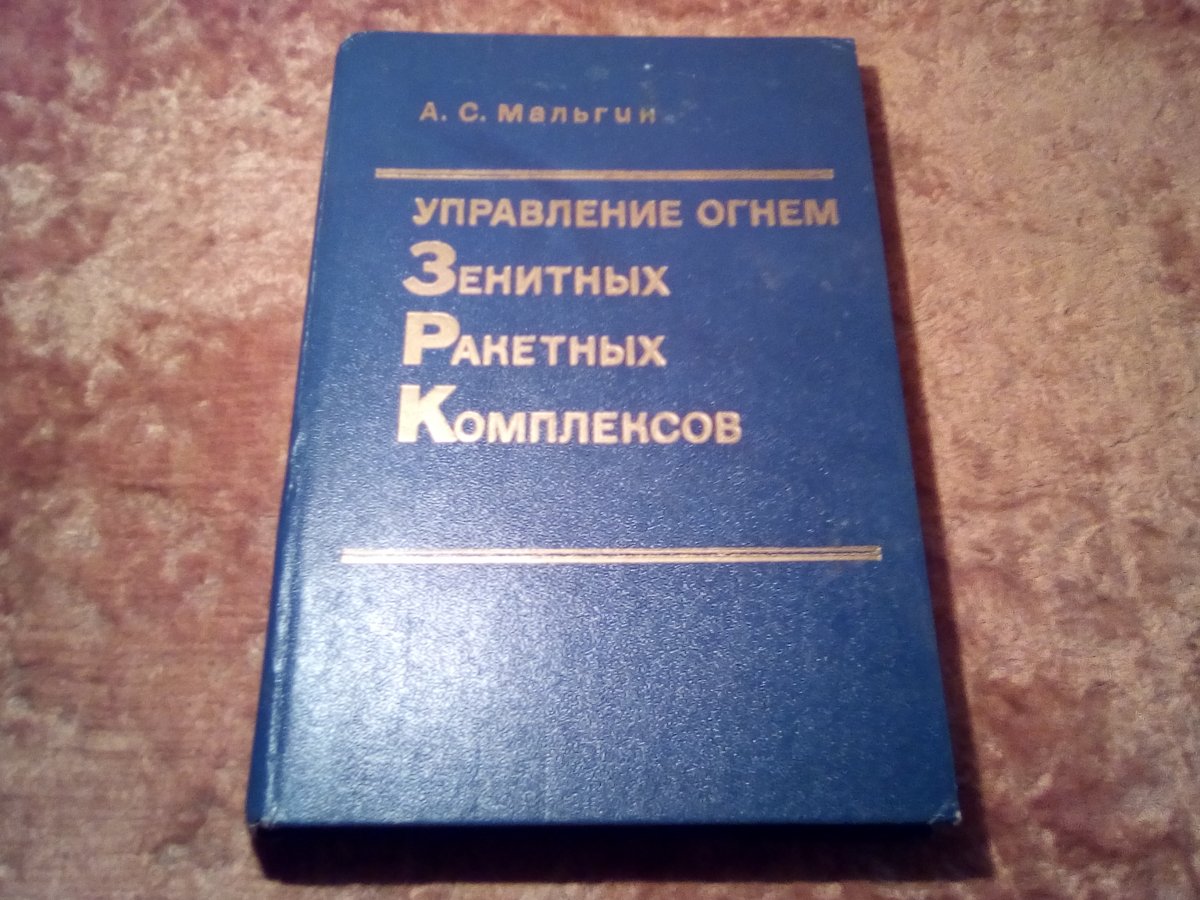 А. С. Мальгин
УПРАВЛЕНИЕ ОГНЕМ
ЗЕНИТНЫХ
РАКЕТНЫХ
КОМПЛЕКСОВ